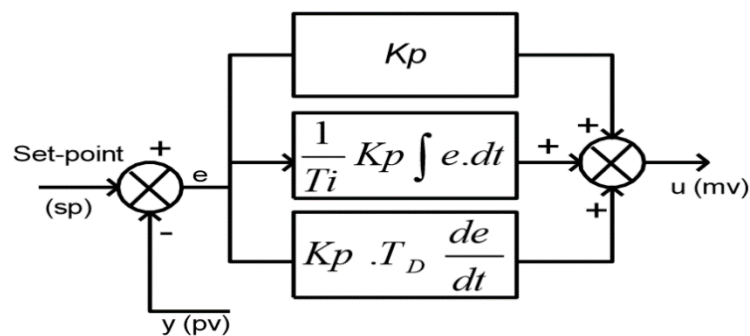 Kp
+
+
Set-point
e
(sp)
-
1/Ti Kp ∫ e.dt
+
u (mv)
+
Kp .T_D de/dt
y (pv)